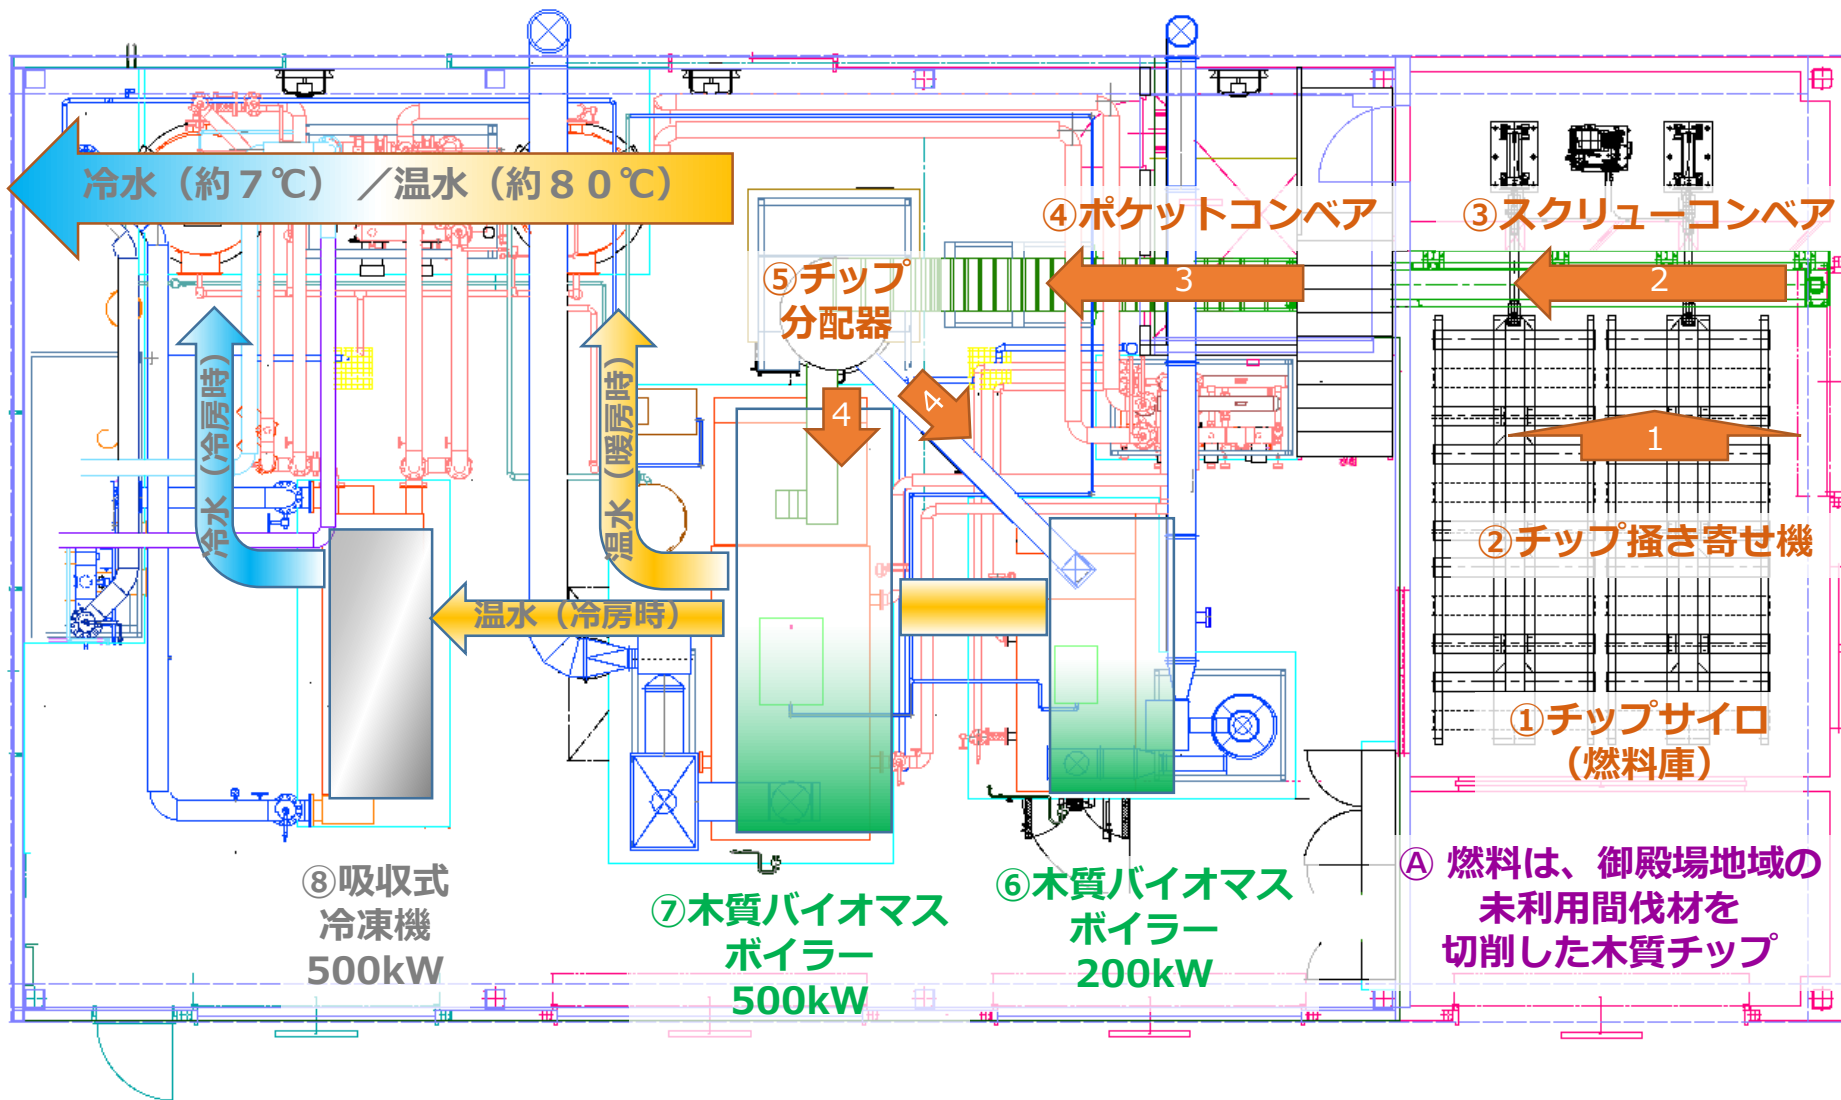 冷水（約７℃）／温水（約８０℃）
④ポケットコンベア
③スクリューコンベア
⑤チップ
分配器
3
2
4
4
1
冷水（冷房時）
温水（暖房時）
温水（冷房時）
②チップ掻き寄せ機
①チップサイロ
（燃料庫）
⑧吸収式
冷凍機
500kW
⑦木質バイオマス
ボイラー
500kW
⑥木質バイオマス
ボイラー
200kW
Ⓐ 燃料は、御殿場地域の
未利用間伐材を
切削した木質チップ